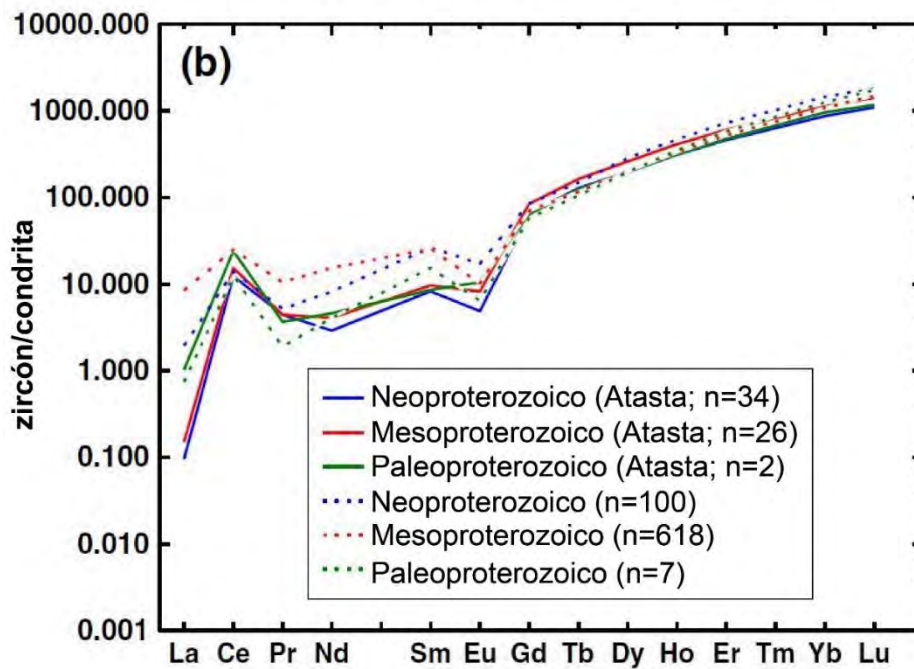 10000.000
(b)
1000.000
100.000
10.000
1.000
0.100
0.010
0.001
zircón/condrita
Neoproterozoico (Atasta; n=34)
Mesoproterozoico (Atasta; n=26)
Paleoproterozoico (Atasta; n=2)
Neoproterozoico (n=100)
Mesoproterozoico (n=618)
Paleoproterozoico (n=7)
La Ce Pr Nd Sm Eu Gd Tb Dy Ho Er Tm Yb Lu